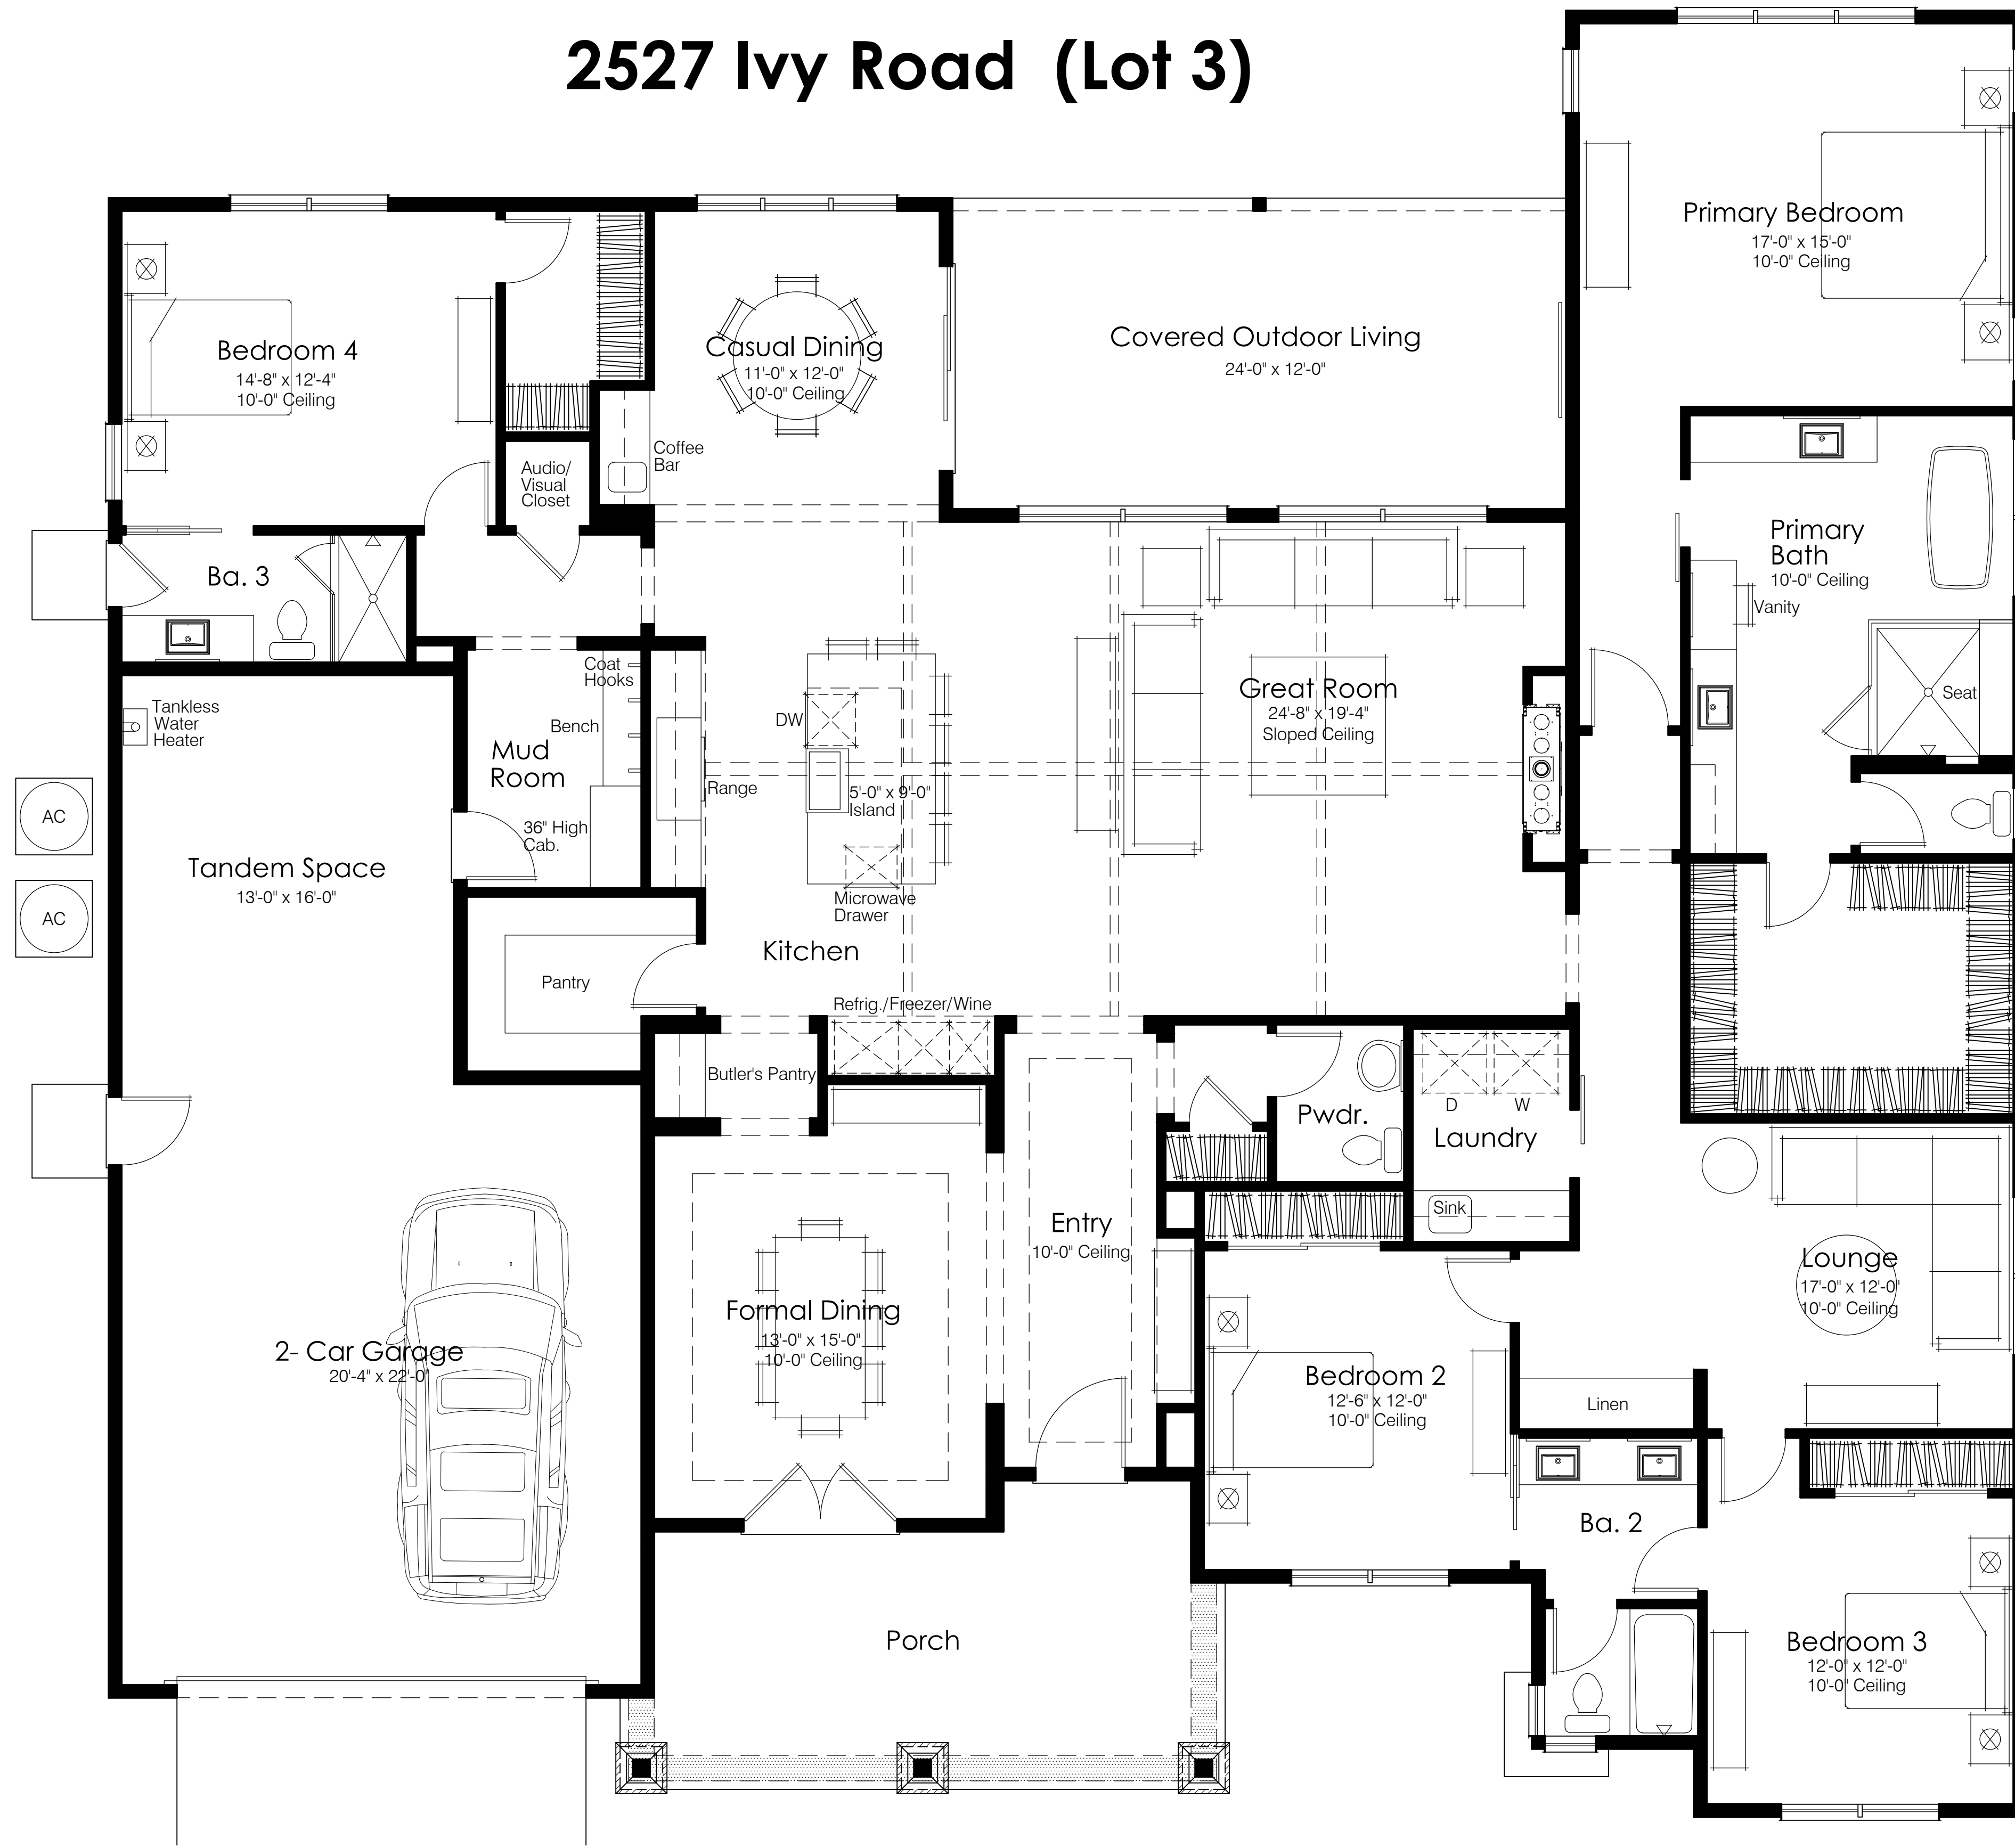 2527 Ivy Road (Lot 3)
Primary Bedroom
17'-0" x 15'-0"
10'-0" Ceiling
Bedroom 4
14'-8" x 12'-4"
10'-0" Ceiling
Casual Dining
11'-0" x 12'-0"
10'-0" Ceiling
Covered Outdoor Living
24'-0" x 12'-0"
Coffee
Bar
Audio/
Visual
Closet
Ba. 3
Primary
Bath
10'-0" Ceiling
Vanity
Seat
Coat
Hooks
Bench
Mud
Room
36" High
Cab.
Tankless
Water
Heater
AC
AC
Tandem Space
13'-0" x 16'-0"
DW
Range
5'-0" x 9'-0"
Island
Microwave
Drawer
Kitchen
Great Room
24'-8" x 19'-4"
Sloped Ceiling
Pantry
Refrig./Freezer/Wine
Butler's Pantry
Pwdr.
D
W
Laundry
Sink
Entry
10'-0" Ceiling
Lounge
17'-0" x 12'-0"
10'-0" Ceiling
Formal Dining
13'-0" x 15'-0"
10'-0" Ceiling
2- Car Garage
20'-4" x 22'-0"
Bedroom 2
12'-6" x 12'-0"
10'-0" Ceiling
Linen
Ba. 2
Porch
Bedroom 3
12'-0" x 12'-0"
10'-0" Ceiling